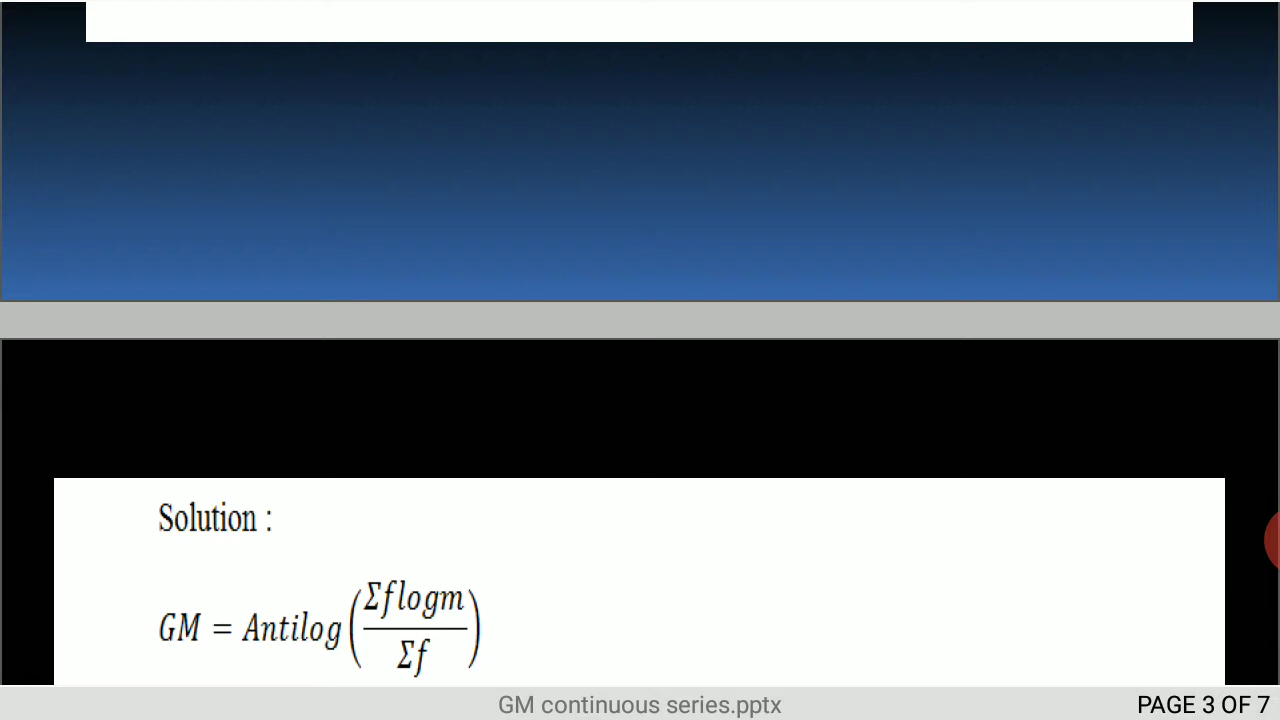 Solution :
GM = Antilog (Σflogm / Σf)
GM continuous series.pptx
PAGE 3 OF 7